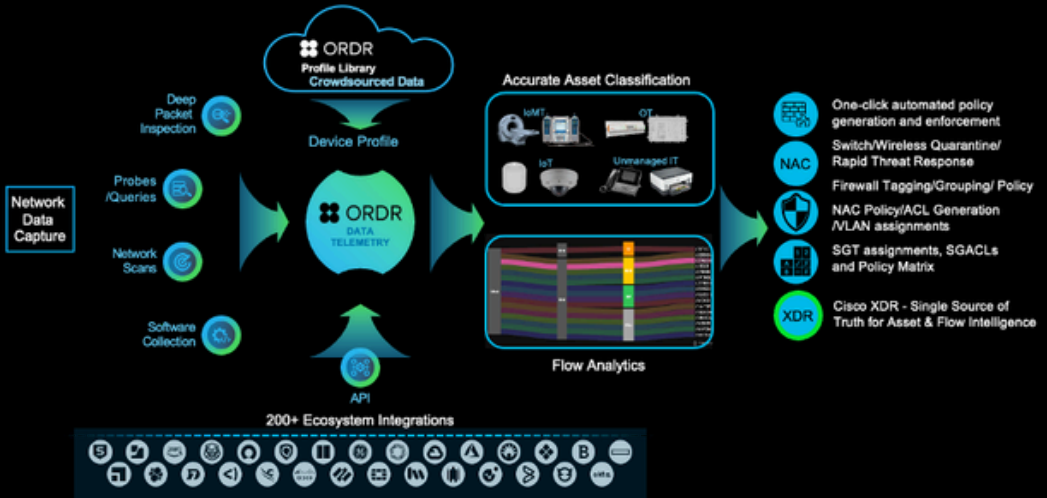 ORDR
Profile Library
Crowdsourced Data
Device Profile
Deep
Packet
Inspection
Probes
/Queries
Network
Data
Capture
Network
Scans
Software
Collection
ORDR
DATA
TELEMETRY
API
200+ Ecosystem Integrations
Accurate Asset Classification
IoMT
OT
IoT
Unmanaged IT
Flow Analytics
One-click automated policy
generation and enforcement
NAC
Switch/Wireless Quarantine/
Rapid Threat Response
Firewall Tagging/Grouping/ Policy
NAC Policy/ACL Generation
/VLAN assignments
SGT assignments, SGACLs
and Policy Matrix
XDR
Cisco XDR - Single Source of
Truth for Asset & Flow Intelligence